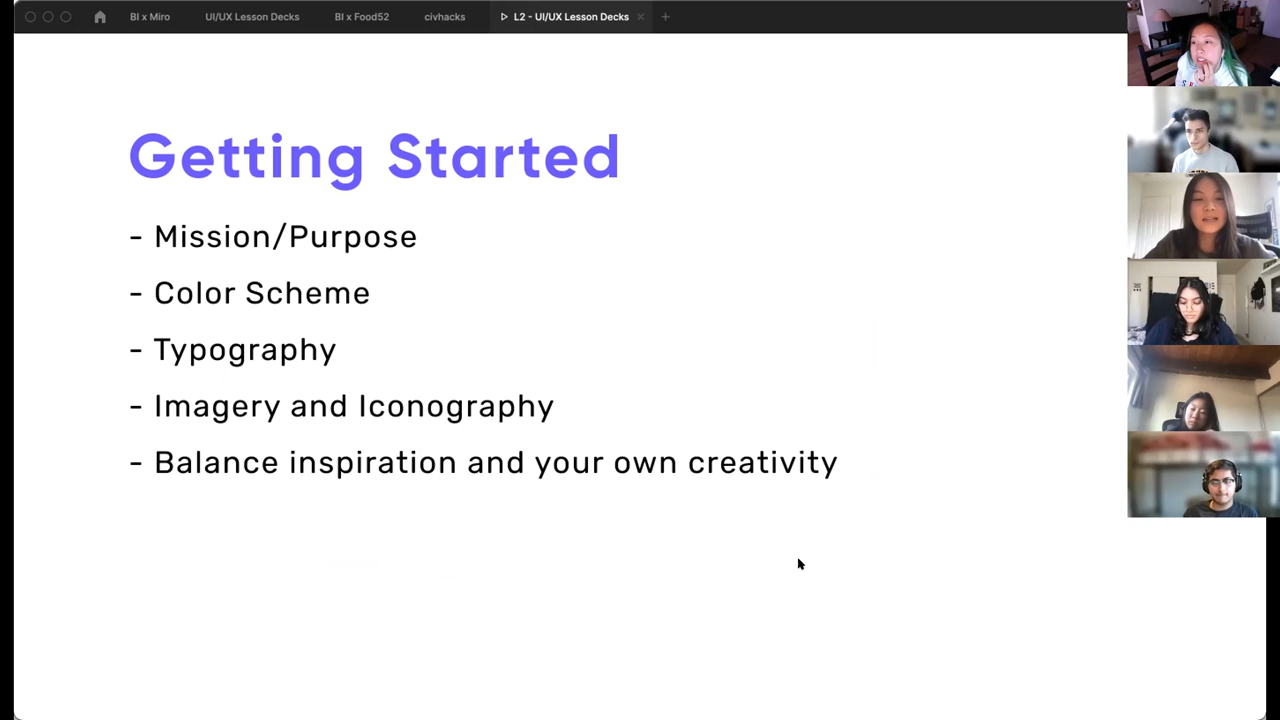 BI x Miro
UI/UX Lesson Decks
BI x Food52
civhacks
L2 - UI/UX Lesson Decks
Getting Started
- Mission/Purpose
- Color Scheme
- Typography
- Imagery and Iconography
- Balance inspiration and your own creativity